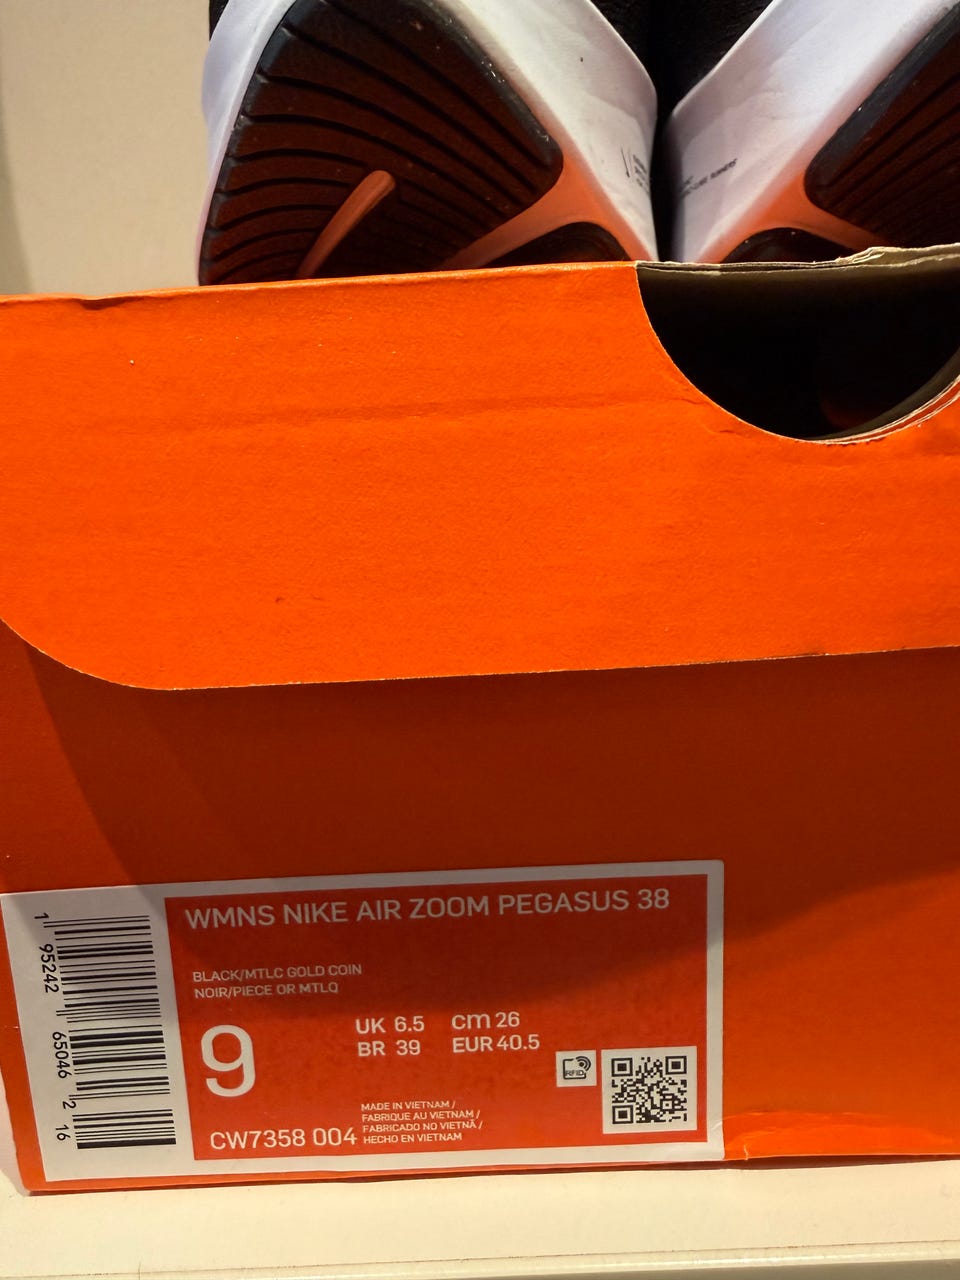 WMNS NIKE AIR ZOOM PEGASUS 38
BLACK/MTLC GOLD COIN
NOIR/PIECE OR MTLQ
9
UK 6.5 cm 26
BR 39 EUR 40.5
RFID
MADE IN VIETNAM /
FABRIQUE AU VIETNAM /
FABRICADO NO VIETNÃ /
HECHO EN VIETNAM
CW7358 004
1 95242 65046 2 16